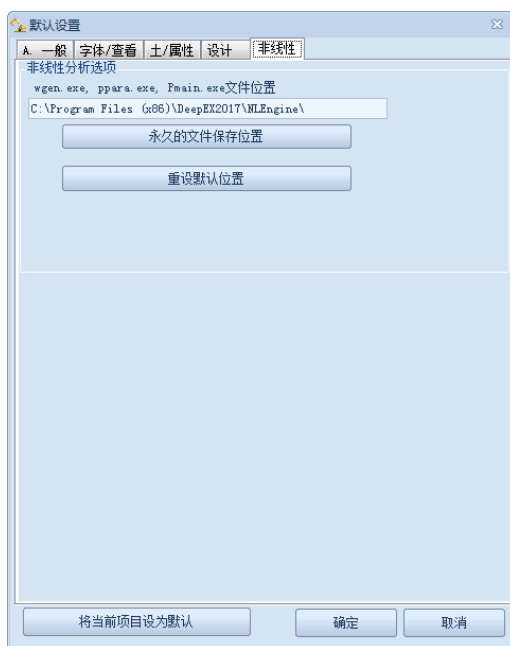 默认设置
A. 一般 字体/查看 土/属性 设计 非线性
非线性分析选项
wgen.exe, ppara.exe, Pmain.exe文件位置
C:\Program Files (x86)\DeepEX2017\NLEngine\
永久的文件保存位置
重设默认位置
将当前项目设为默认 确定 取消